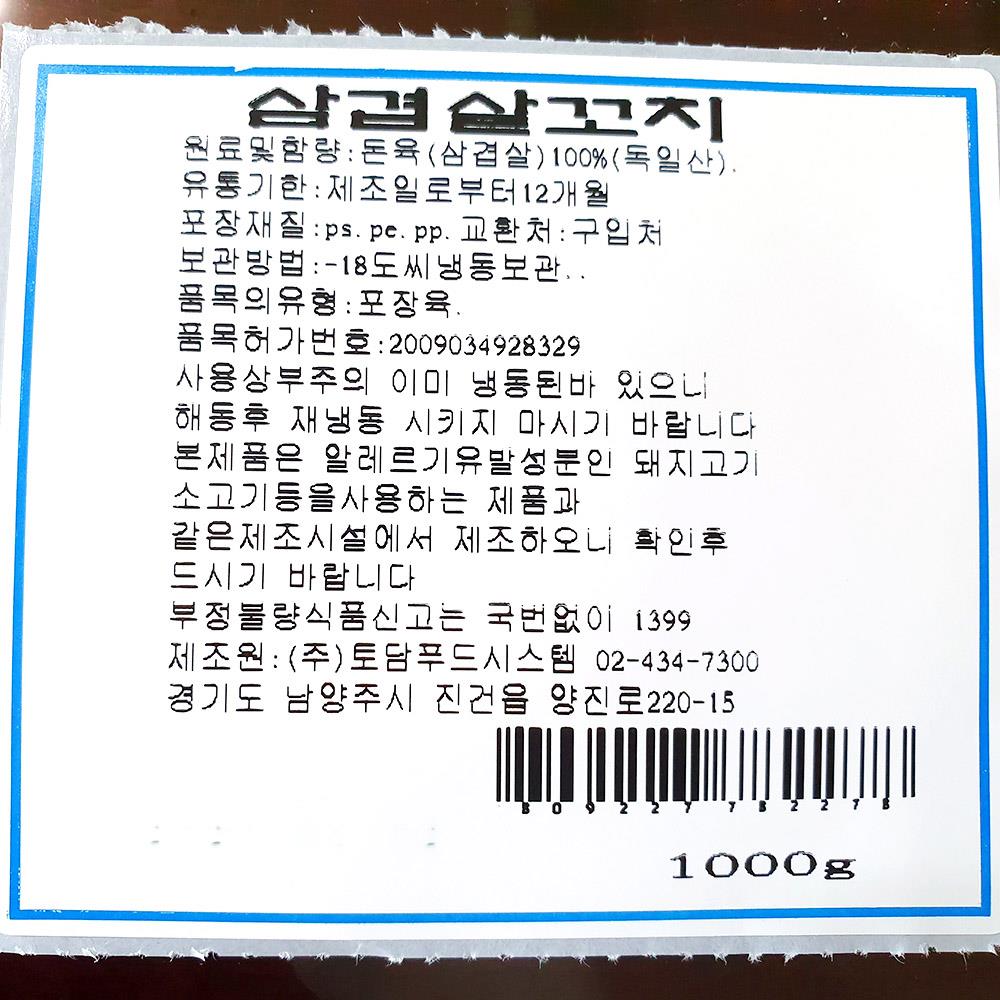 삼겹살꼬치
원료및함량:돈육(삼겹살)100%(독일산).
유통기한:제조일로부터12개월
포장재질:ps.pe.pp.교환처:구입처
보관방법:-18도씨냉동보관..
품목의유형:포장육.
품목허가번호:2009034928329
사용상부주의 이미 냉동된바 있으니
해동후 재냉동 시키지 마시기 바랍니다
본제품은 알레르기유발성분인 돼지고기
소고기등을사용하는 제품과
같은제조시설에서 제조하오니 확인후
드시기 바랍니다
부정불량식품신고는 국번없이 1399
제조원:(주)토담푸드시스템 02-434-7300
경기도 남양주시 진건읍 양진로220-15
809227782278
1000g